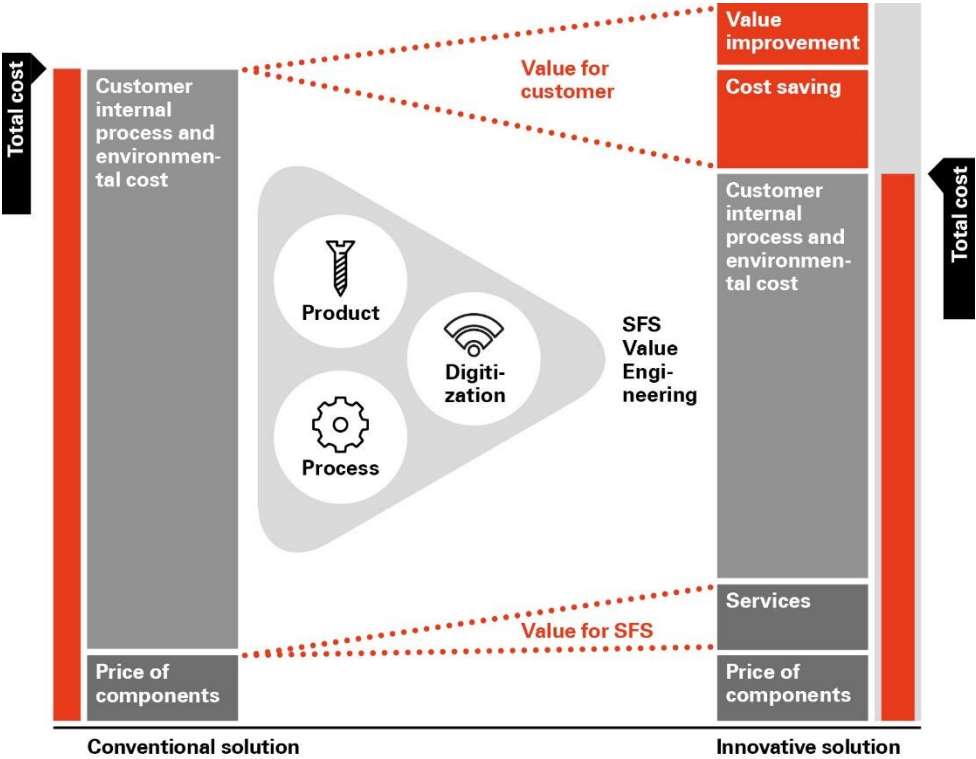 Total cost
Customer
internal
process and
environmen-
tal cost
Price of
components
Conventional solution
Product
Process
Digiti-
zation
SFS
Value
Engi-
neering
Value for
customer
Value for SFS
Value
improvement
Cost saving
Customer
internal
process and
environmen-
tal cost
Services
Price of
components
Innovative solution
Total cost